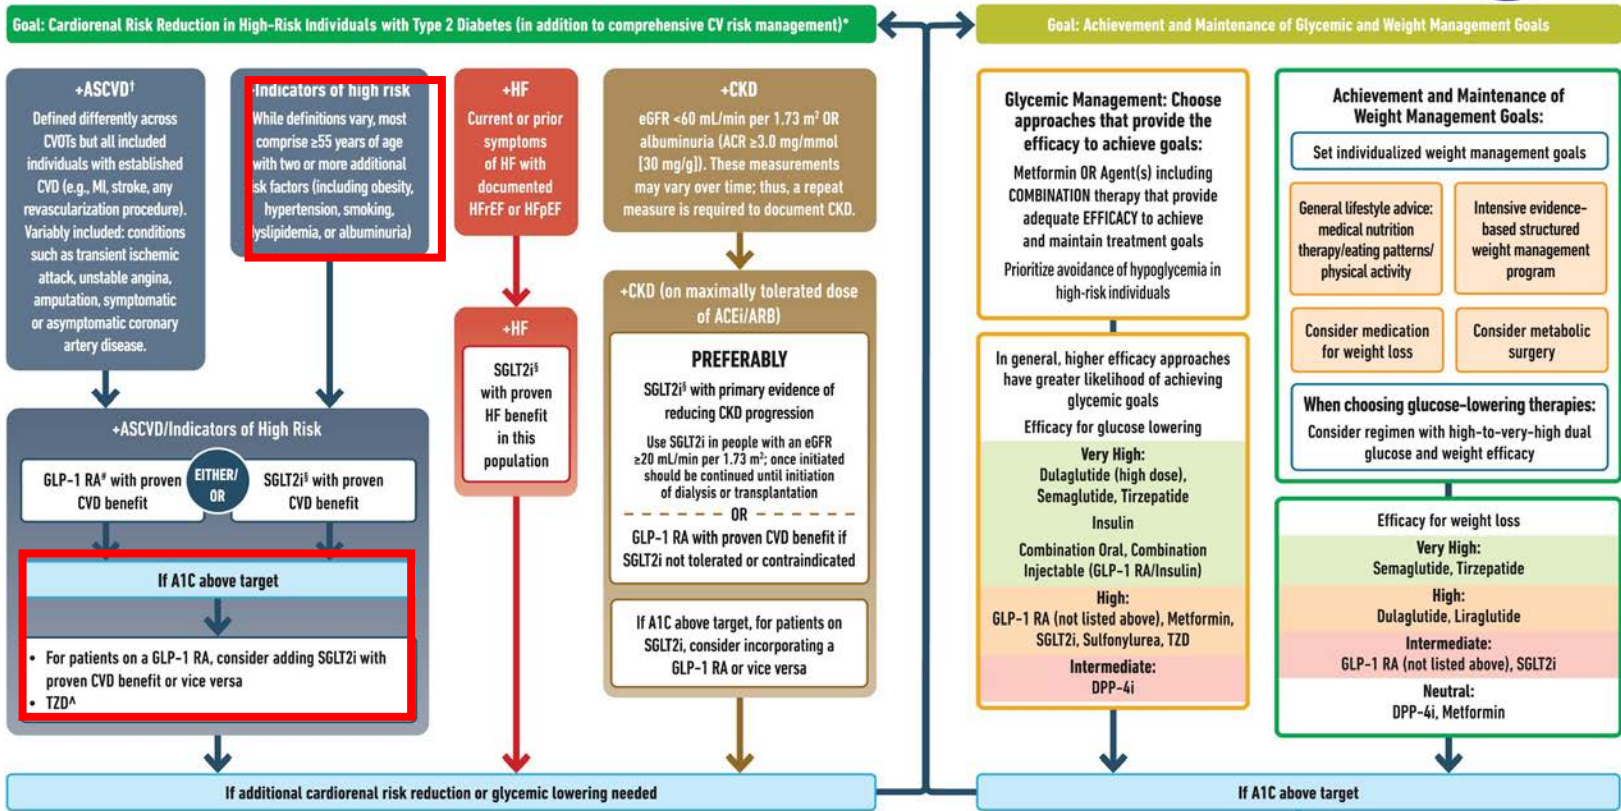 Goal: Cardiorenal Risk Reduction in High-Risk Individuals with Type 2 Diabetes (in addition to comprehensive CV risk management)*
+ASCVD†
Defined differently across
CVOTs but all included
individuals with established
CVD (e.g., MI, stroke, any
revascularization procedure).
Variably included: conditions
such as transient ischemic
attack, unstable angina,
amputation, symptomatic
or asymptomatic coronary
artery disease.
+Indicators of high risk
While definitions vary, most
comprise ≥55 years of age
with two or more additional
risk factors (including obesity,
hypertension, smoking,
dyslipidemia, or albuminuria)
+HF
Current or prior
symptoms
of HF with
documented
HFrEF or HFpEF
+CKD
eGFR <60 mL/min per 1.73 m² OR
albuminuria (ACR ≥3.0 mg/mmol
[30 mg/g]). These measurements
may vary over time; thus, a repeat
measure is required to document CKD.
+ASCVD/Indicators of High Risk
GLP-1 RA# with proven
CVD benefit
EITHER/
OR
SGLT2i§ with proven
CVD benefit
If A1C above target
• For patients on a GLP-1 RA, consider adding SGLT2i with
proven CVD benefit or vice versa
• TZD^
+HF
SGLT2i§
with proven
HF benefit
in this
population
+CKD (on maximally tolerated dose
of ACEi/ARB)
PREFERABLY
SGLT2i§ with primary evidence of
reducing CKD progression
Use SGLT2i in people with an eGFR
≥20 mL/min per 1.73 m²; once initiated
should be continued until initiation
of dialysis or transplantation
OR
GLP-1 RA with proven CVD benefit if
SGLT2i not tolerated or contraindicated
If A1C above target, for patients on
SGLT2i, consider incorporating a
GLP-1 RA or vice versa
If additional cardiorenal risk reduction or glycemic lowering needed
Goal: Achievement and Maintenance of Glycemic and Weight Management Goals
Glycemic Management: Choose
approaches that provide the
efficacy to achieve goals:
Metformin OR Agent(s) including
COMBINATION therapy that provide
adequate EFFICACY to achieve
and maintain treatment goals
Prioritize avoidance of hypoglycemia in
high-risk individuals
In general, higher efficacy approaches
have greater likelihood of achieving
glycemic goals
Efficacy for glucose lowering
Very High:
Dulaglutide (high dose),
Semaglutide, Tirzepatide
Insulin
Combination Oral, Combination
Injectable (GLP-1 RA/Insulin)
High:
GLP-1 RA (not listed above), Metformin,
SGLT2i, Sulfonylurea, TZD
Intermediate:
DPP-4i
Achievement and Maintenance of
Weight Management Goals:
Set individualized weight management goals
General lifestyle advice:
medical nutrition
therapy/eating patterns/
physical activity
Intensive evidence-
based structured
weight management
program
Consider medication
for weight loss
Consider metabolic
surgery
When choosing glucose-lowering therapies:
Consider regimen with high-to-very-high dual
glucose and weight efficacy
Efficacy for weight loss
Very High:
Semaglutide, Tirzepatide
High:
Dulaglutide, Liraglutide
Intermediate:
GLP-1 RA (not listed above), SGLT2i
Neutral:
DPP-4i, Metformin
If A1C above target